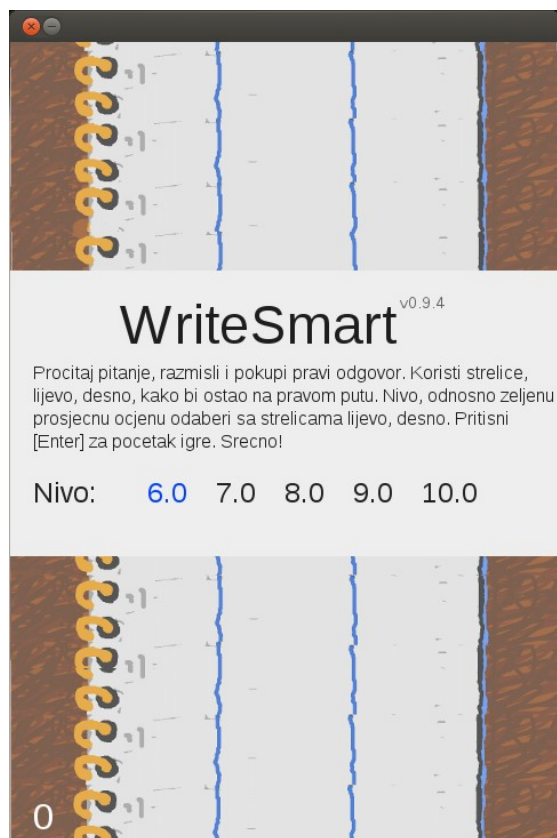 WriteSmart v0.9.4
Procitaj pitanje, razmisli i pokupi pravi odgovor. Koristi strelice,
lijevo, desno, kako bi ostao na pravom putu. Nivo, odnosno zeljenu
prosjecnu ocjenu odaberi sa strelicama lijevo, desno. Pritisni
[Enter] za pocetak igre. Srecno!
Nivo: 6.0 7.0 8.0 9.0 10.0
0